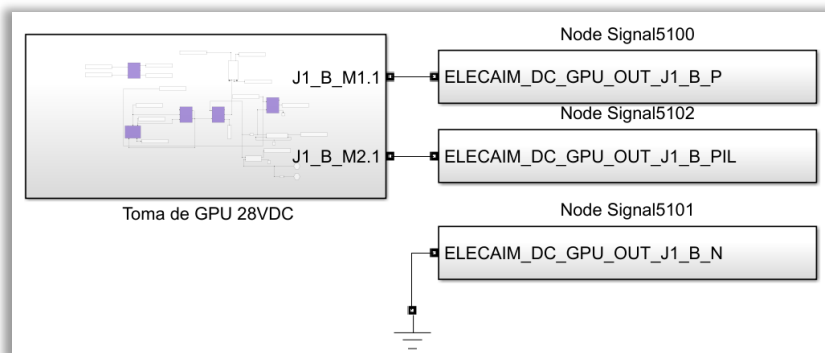 Node Signal5100
J1_B_M1.1
ELECAIM_DC_GPU_OUT_J1_B_P
Node Signal5102
J1_B_M2.1
ELECAIM_DC_GPU_OUT_J1_B_PIL
Toma de GPU 28VDC
Node Signal5101
ELECAIM_DC_GPU_OUT_J1_B_N